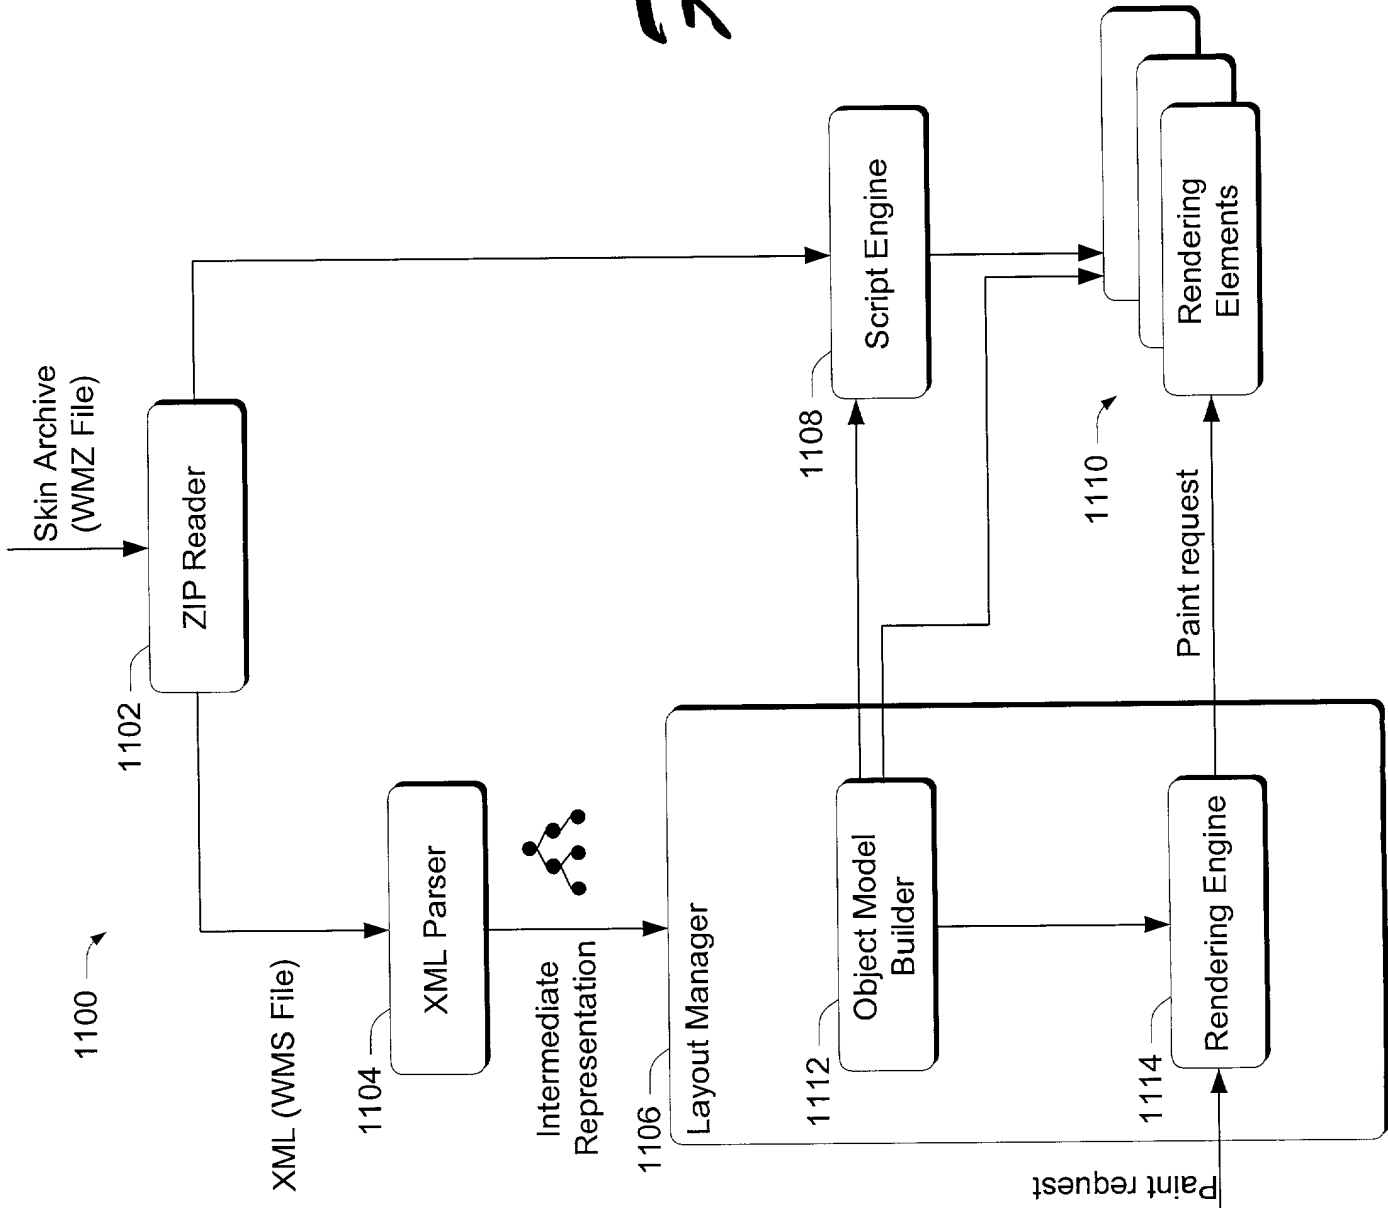 Skin Archive
(WMZ File)
1102
ZIP Reader
1100
XML (WMS File)
1104
XML Parser
Intermediate
Representation
1106
Layout Manager
1112
Object Model
Builder
1114
Rendering Engine
Paint request
1108
Script Engine
1110
Paint request
Rendering
Elements